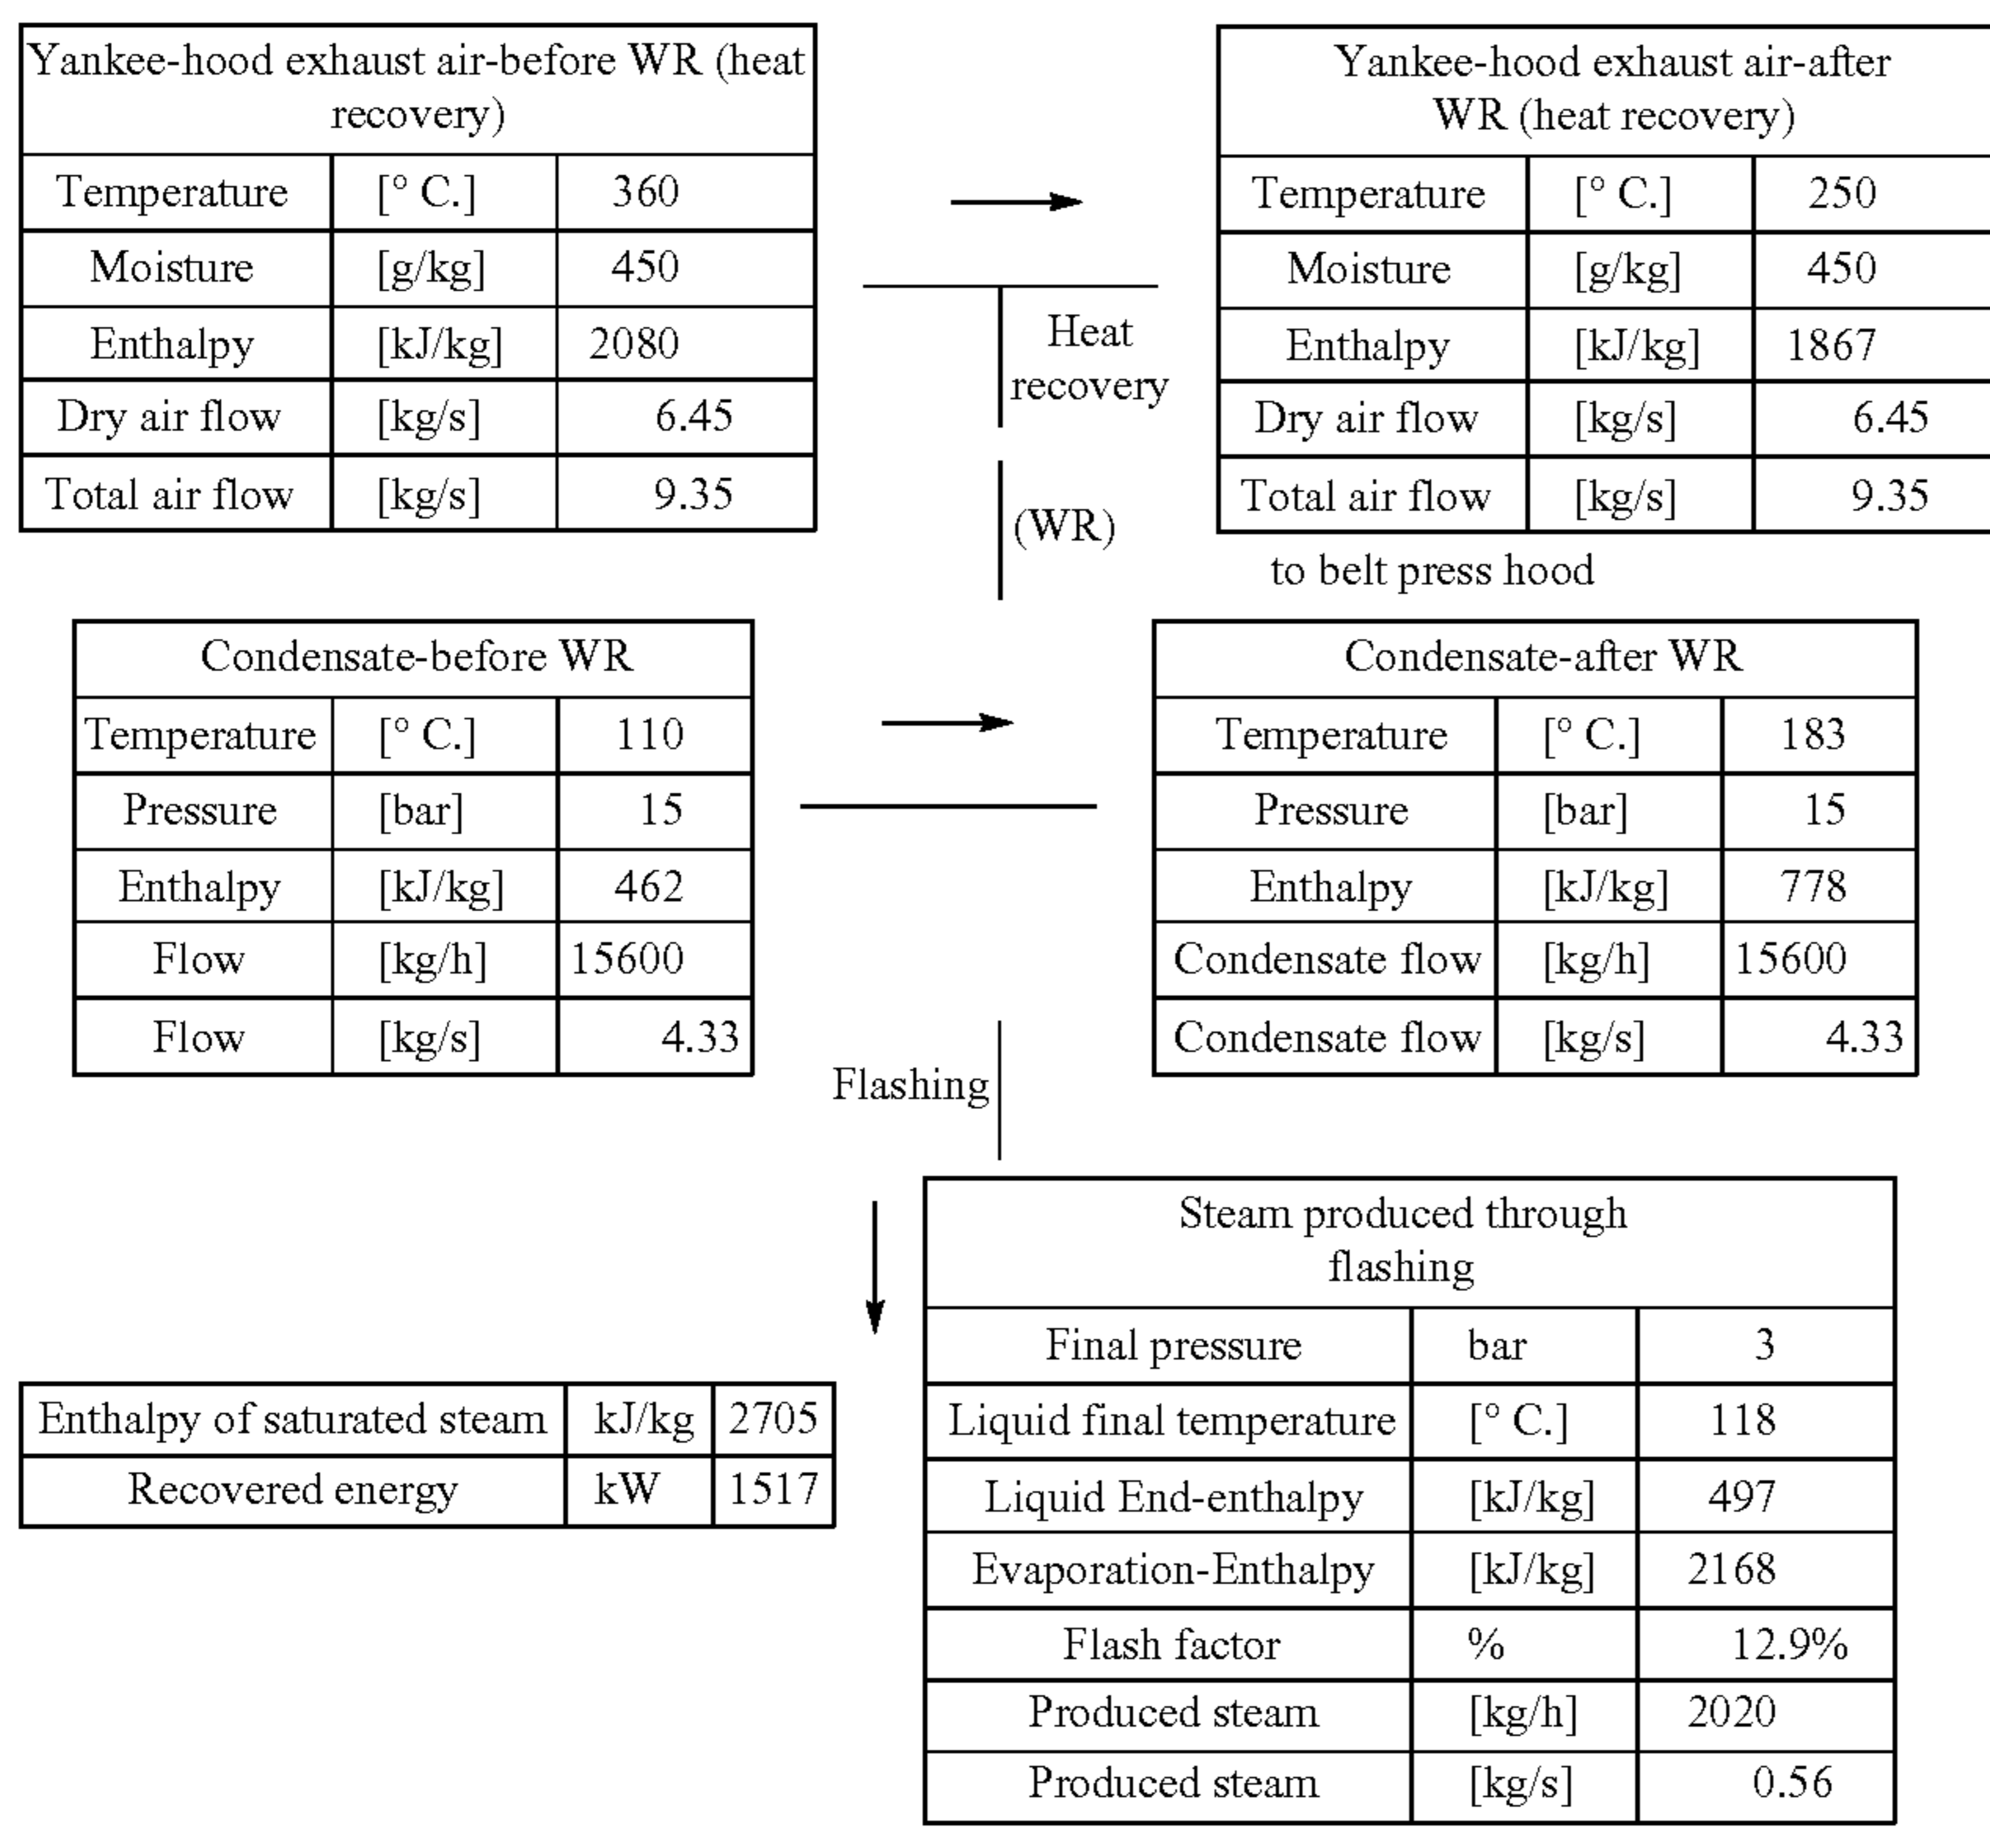 Yankee-hood exhaust air-before WR (heat
recovery)
Temperature [° C.] 360
Moisture [g/kg] 450
Enthalpy [kJ/kg] 2080
Dry air flow [kg/s] 6.45
Total air flow [kg/s] 9.35
Heat
recovery
(WR)
Yankee-hood exhaust air-after
WR (heat recovery)
Temperature [° C.] 250
Moisture [g/kg] 450
Enthalpy [kJ/kg] 1867
Dry air flow [kg/s] 6.45
Total air flow [kg/s] 9.35
to belt press hood
Condensate-before WR
Temperature [° C.] 110
Pressure [bar] 15
Enthalpy [kJ/kg] 462
Flow [kg/h] 15600
Flow [kg/s] 4.33
Condensate-after WR
Temperature [° C.] 183
Pressure [bar] 15
Enthalpy [kJ/kg] 778
Condensate flow [kg/h] 15600
Condensate flow [kg/s] 4.33
Flashing
Steam produced through
flashing
Final pressure bar 3
Liquid final temperature [° C.] 118
Liquid End-enthalpy [kJ/kg] 497
Evaporation-Enthalpy [kJ/kg] 2168
Flash factor % 12.9%
Produced steam [kg/h] 2020
Produced steam [kg/s] 0.56
Enthalpy of saturated steam kJ/kg 2705
Recovered energy kW 1517